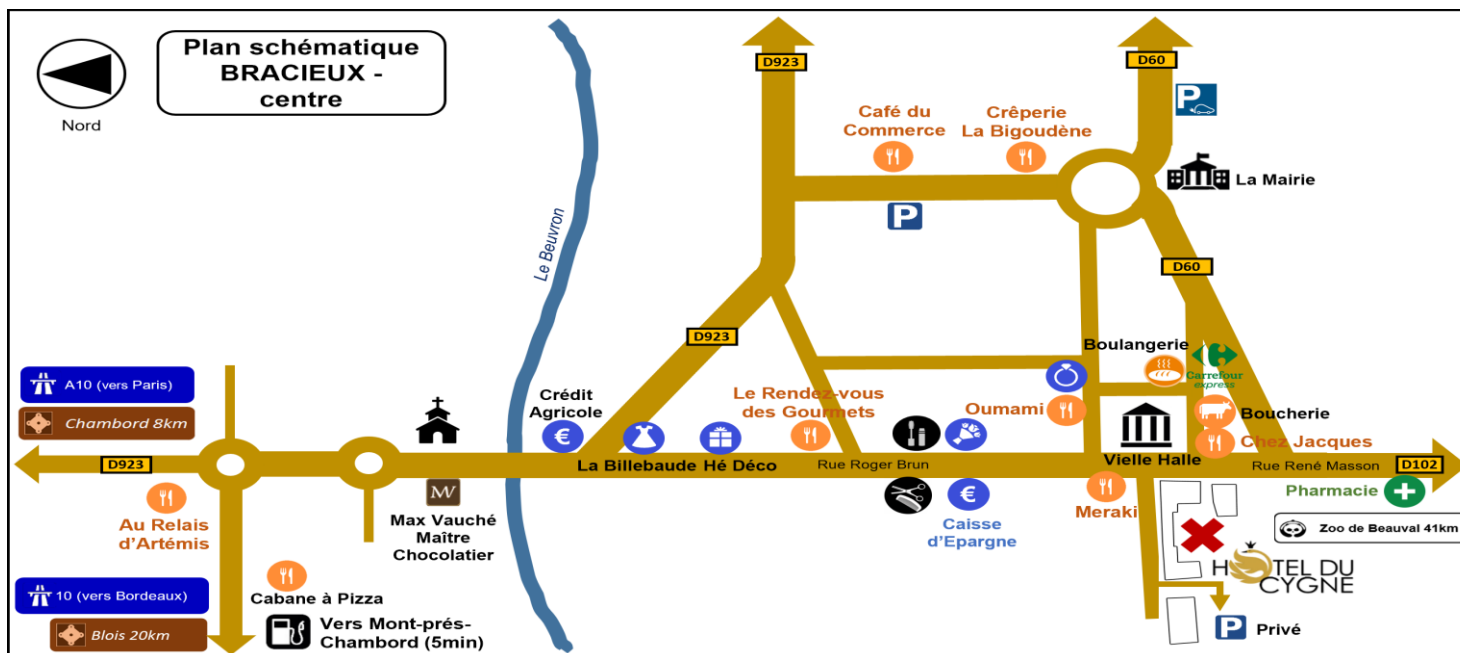 Plan schématique
BRACIEUX -
centre
Nord
D923
D60
P
Café du
Commerce
Crêperie
La Bigoudène
La Mairie
P
Le Beuvron
D60
D923
A10 (vers Paris)
Chambord 8km
D923
Au Relais
d'Artémis
10 (vers Bordeaux)
Blois 20km
Cabane à Pizza
Vers Mont-prés-
Chambord (5min)
MV
Max Vauché
Maître
Chocolatier
Crédit
Agricole
€
La Billebaude
Hé Déco
Le Rendez-vous
des Gourmets
Rue Roger Brun
€
Caisse
d'Epargne
Oumami
Meraki
Boulangerie
Carrefour
express
Boucherie
Chez Jacques
Vielle Halle
Rue René Masson
D102
Pharmacie
Zoo de Beauval 41km
HOTEL DU
CYGNE
P
Privé